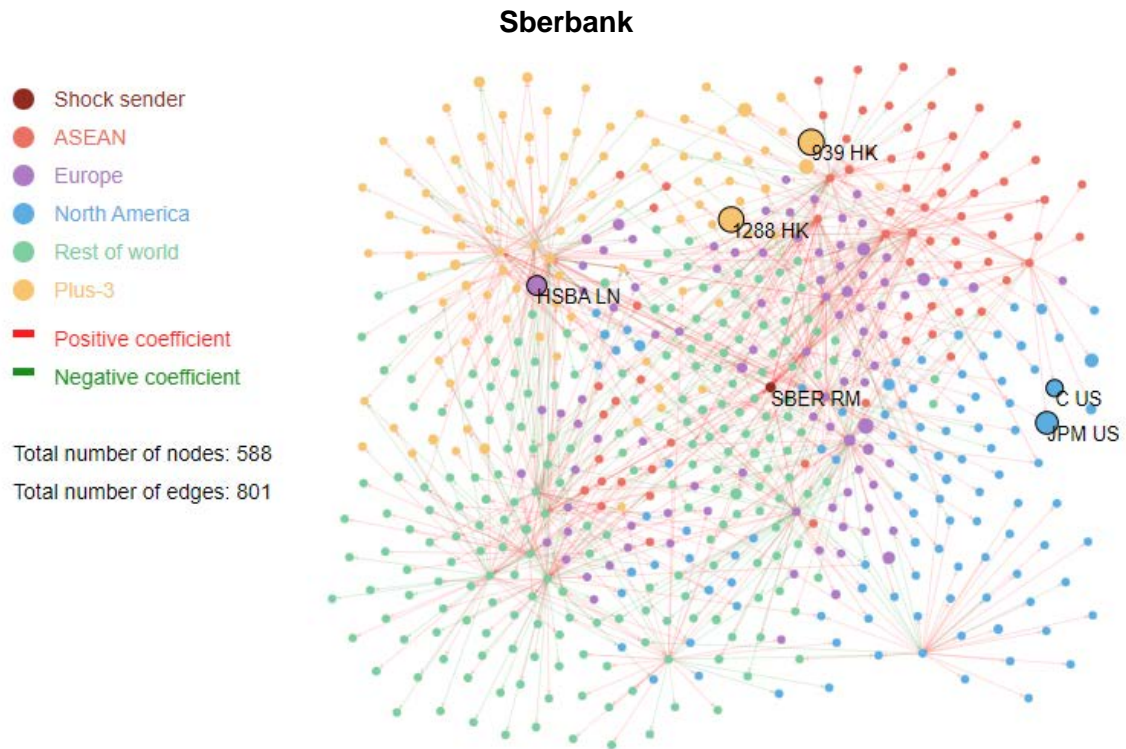 Sberbank
Shock sender
ASEAN
Europe
North America
Rest of world
Plus-3
Positive coefficient
Negative coefficient
Total number of nodes: 588
Total number of edges: 801
939 HK
1288 HK
HSBA LN
SBER RM
C US
JPM US